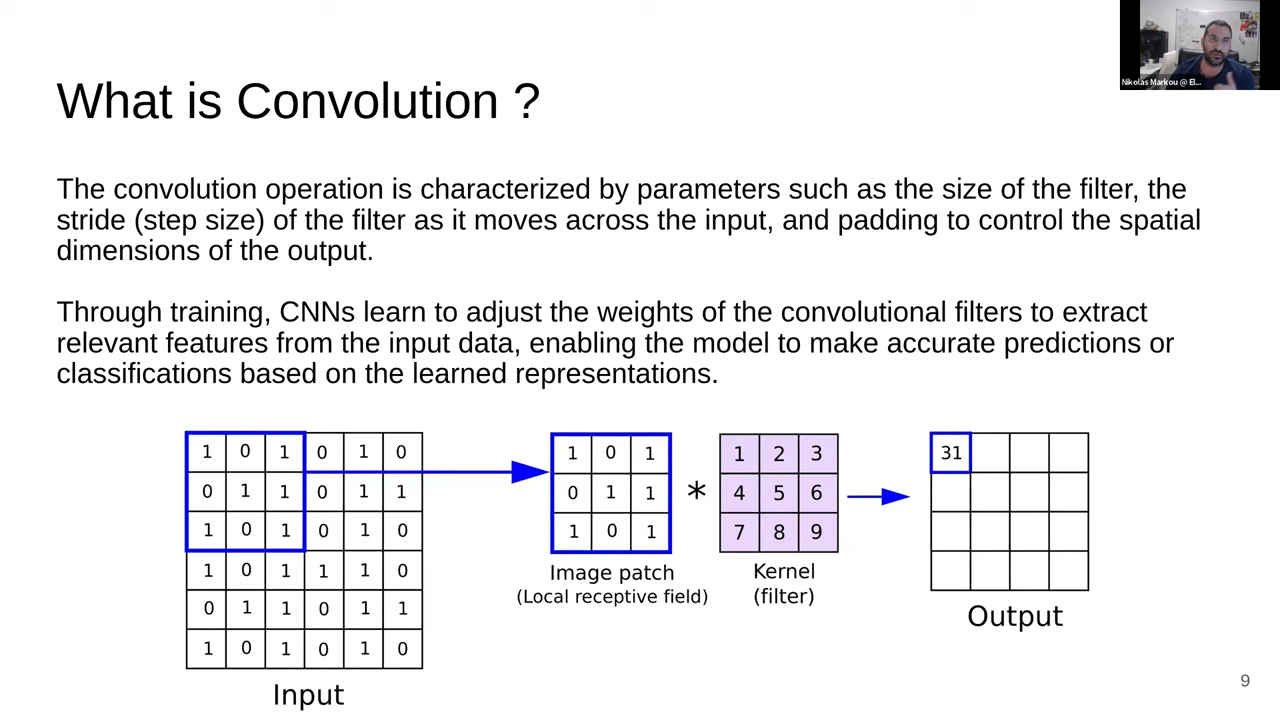 Nikolas Markou @ El...
What is Convolution ?
The convolution operation is characterized by parameters such as the size of the filter, the
stride (step size) of the filter as it moves across the input, and padding to control the spatial
dimensions of the output.
Through training, CNNs learn to adjust the weights of the convolutional filters to extract
relevant features from the input data, enabling the model to make accurate predictions or
classifications based on the learned representations.
1 0 1 0 1 0
0 1 1 0 1 1
1 0 1 0 1 0
1 0 1 1 1 0
0 1 1 0 1 1
1 0 1 0 1 0
Input
1 0 1
0 1 1
1 0 1
Image patch
(Local receptive field)
*
1 2 3
4 5 6
7 8 9
Kernel
(filter)
31
Output
9